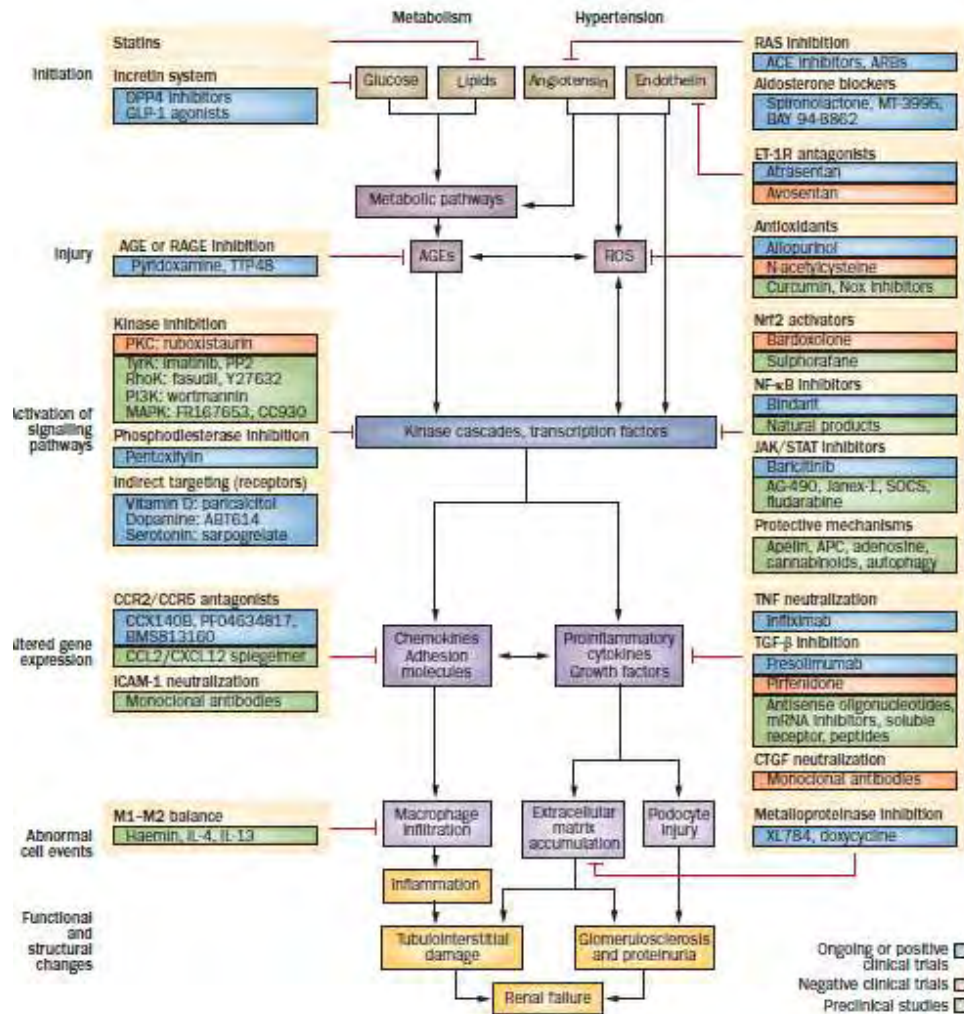 Metabolism
Hypertension
Initiation
Statins
Incretin system
DPP4 inhibitors
GLP-1 agonists
Glucose
Lipids
Angiotensin
Endothelin
RAS inhibition
ACE inhibitors, ARBs
Aldosterone blockers
Spironolactone, MT-3995,
BAY 94-8862
ET-1R antagonists
Atrasentan
Avosentan
Metabolic pathways
Injury
AGE or RAGE inhibition
Pyridoxamine, TTP48
AGEs
ROS
Antioxidants
Allopurinol
N-acetylcysteine
Curcumin, Nox inhibitors
Activation of
signalling
pathways
Kinase inhibition
PKC: ruboxistaurin
TyrK: imatinib, PP2
RhoK: fasudil, Y27632
PI3K: wortmannin
MAPK: FR167653, CC930
Phosphodiesterase inhibition
Pentoxifylin
Indirect targeting (receptors)
Vitamin D: paricalcitol
Dopamine: ABT614
Serotonin: sarpogrelate
Kinase cascades, transcription factors
Nrf2 activators
Bardoxolone
Sulphorafane
NF-κB inhibitors
Bindarit
Natural products
JAK/STAT inhibitors
Baricitinib
AG-490, Janex-1, SOCS,
fludarabine
Protective mechanisms
Apelin, APC, adenosine,
cannabinoids, autophagy
ltered gene
expression
CCR2/CCR5 antagonists
CCX140B, PF04634817,
BMS813160
CCL2/CXCL12 spiegelmer
ICAM-1 neutralization
Monoclonal antibodies
Chemokines
Adhesion
molecules
Proinflammatory
cytokines
Growth factors
TNF neutralization
Infliximab
TGF-β inhibition
Fresolimumab
Pirfenidone
Antisense oligonucleotides,
mRNA inhibitors, soluble
receptor, peptides
CTGF neutralization
Monoclonal antibodies
Abnormal
cell events
M1–M2 balance
Haemin, IL-4, IL-13
Macrophage
infiltration
Extracellular
matrix
accumulation
Podocyte
injury
Metalloproteinase inhibition
XL784, doxycycline
Inflammation
Functional
and
structural
changes
Tubulointerstitial
damage
Glomerulosclerosis
and proteinuria
Renal failure
Ongoing or positive
clinical trials
Negative clinical trials
Preclinical studies